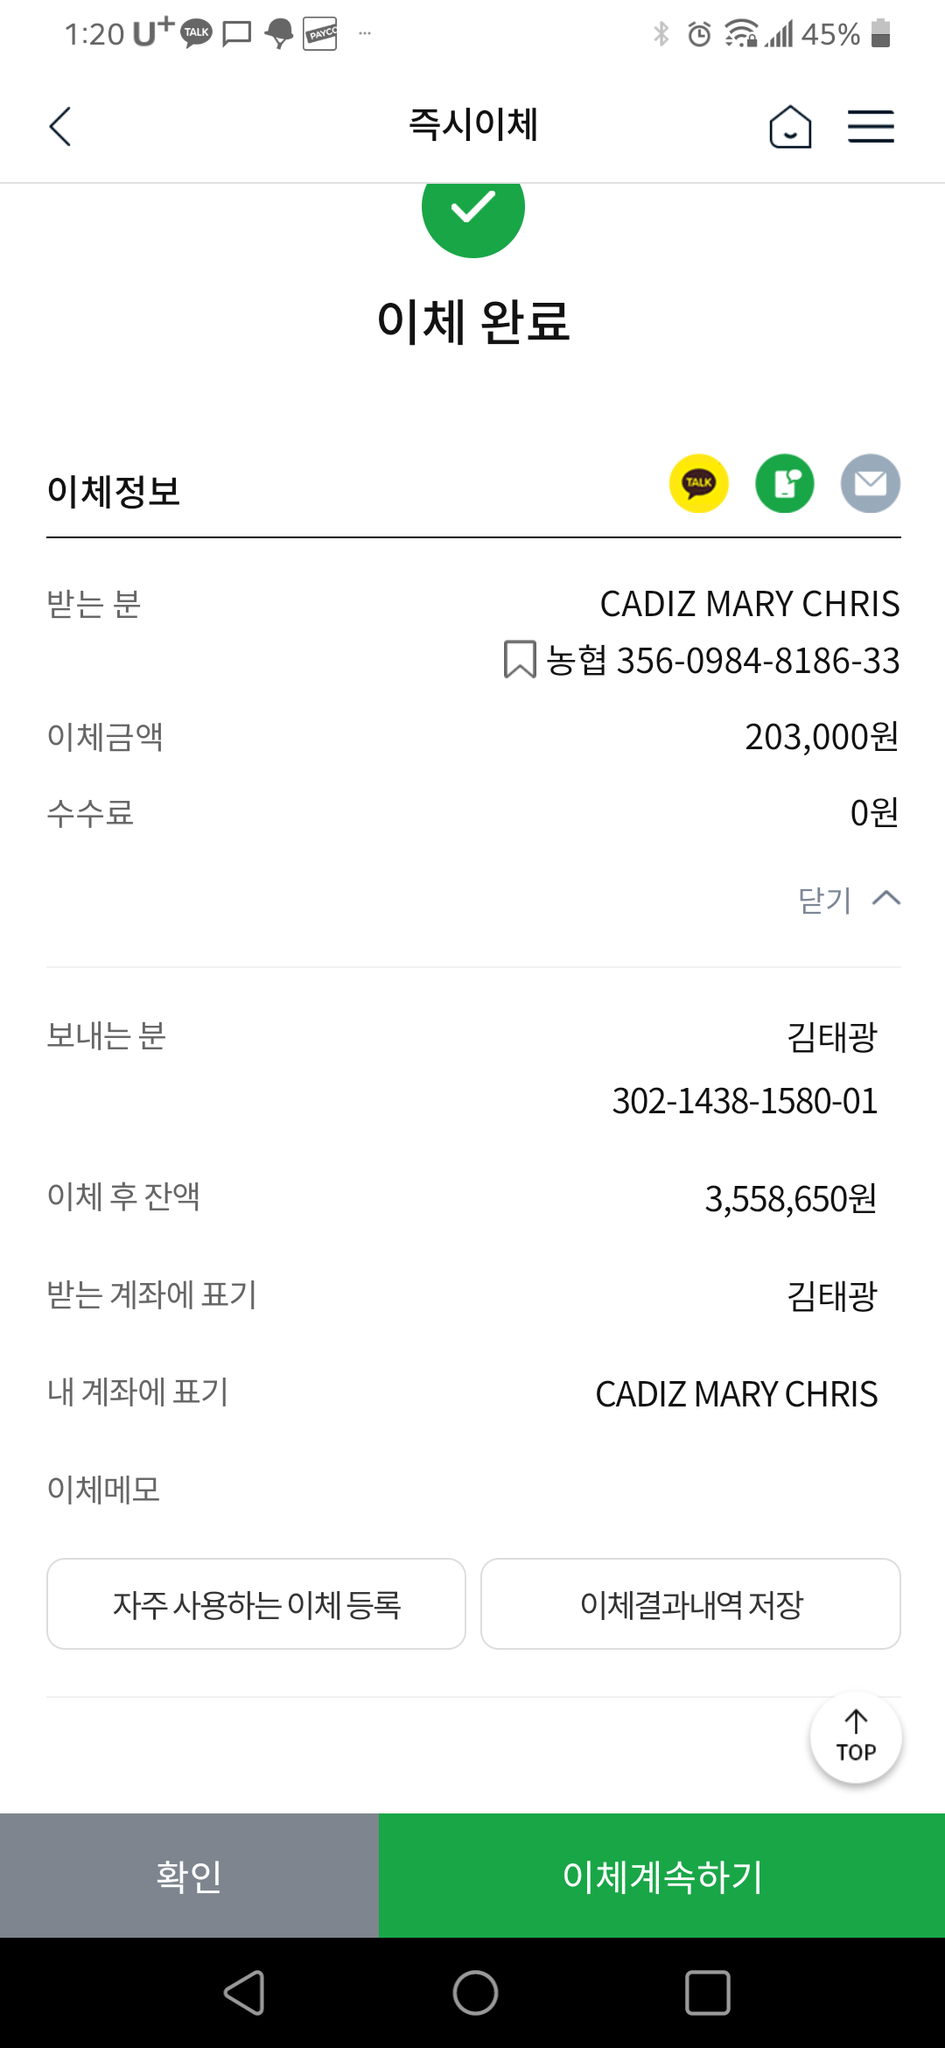 1:20 U+ TALK PAYCO ... 45%
즉시이체
이체 완료
이체정보 TALK
받는 분 CADIZ MARY CHRIS
농협 356-0984-8186-33
이체금액 203,000원
수수료 0원
닫기
보내는 분 김태광
302-1438-1580-01
이체 후 잔액 3,558,650원
받는 계좌에 표기 김태광
내 계좌에 표기 CADIZ MARY CHRIS
이체메모
자주 사용하는 이체 등록 이체결과내역 저장
TOP
확인 이체계속하기